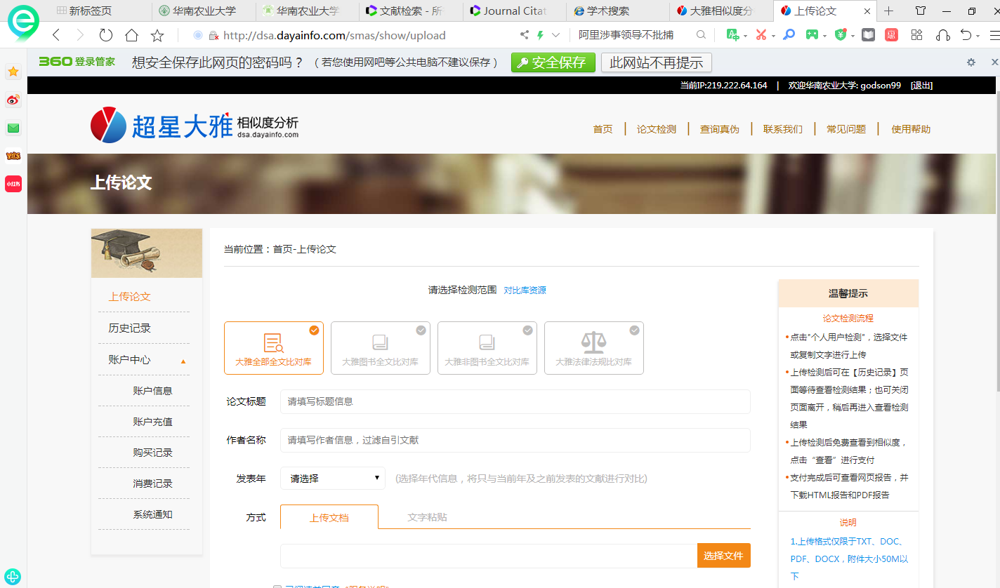 新标签页
华南农业大学
华南农业大学
文献检索 - 所
Journal Citat
学术搜索
大雅相似度分
上传论文
http://dsa.dayainfo.com/smas/show/upload
阿里涉事领导不批捕
360 登录管家
想安全保存此网页的密码吗？
（若您使用网吧等公共电脑不建议保存）
安全保存
此网站不再提示
当前IP:219.222.64.164 | 欢迎华南农业大学: godson99 [退出]
超星大雅
相似度分析
dsa.dayainfo.com
首页
论文检测
查询真伪
联系我们
常见问题
使用帮助
上传论文
上传论文
历史记录
账户中心
账户信息
账户充值
购买记录
消费记录
系统通知
当前位置：首页-上传论文
请选择检测范围 对比库资源
大雅全部全文比对库
大雅图书全文比对库
大雅非图书全文比对库
大雅法律法规比对库
论文标题
请填写标题信息
作者名称
请填写作者信息，过滤自引文献
发表年
请选择
(选择年代信息，将只与当前年及之前发表的文献进行对比)
方式
上传文档
文字粘贴
选择文件
温馨提示
论文检测流程
•点击"个人用户检测"，选择文件
或复制文字进行上传
•上传检测后可在【历史记录】页
面等待查看检测结果；也可关闭
页面离开，稍后再进入查看检测
结果
•上传检测后免费查看到相似度，
点击“查看”进行支付
•支付完成后可查看网页报告，并
下载HTML报告和PDF报告
说明
1.上传格式仅限于TXT、DOC、
PDF、DOCX，附件大小50M以
下
小红书